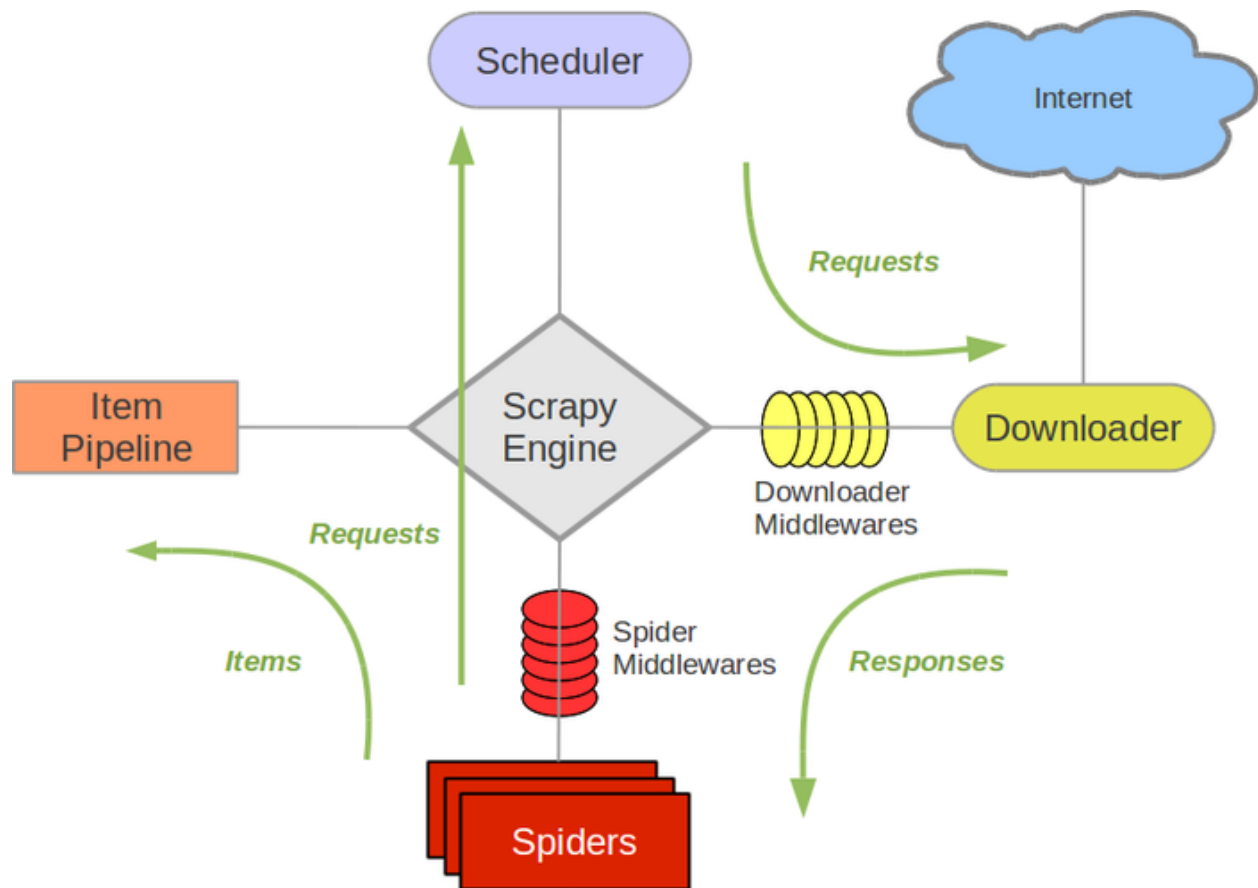 Scheduler
Internet
Requests
Item
Pipeline
Scrapy
Engine
Downloader
Downloader
Middlewares
Requests
Items
Spider
Middlewares
Responses
Spiders